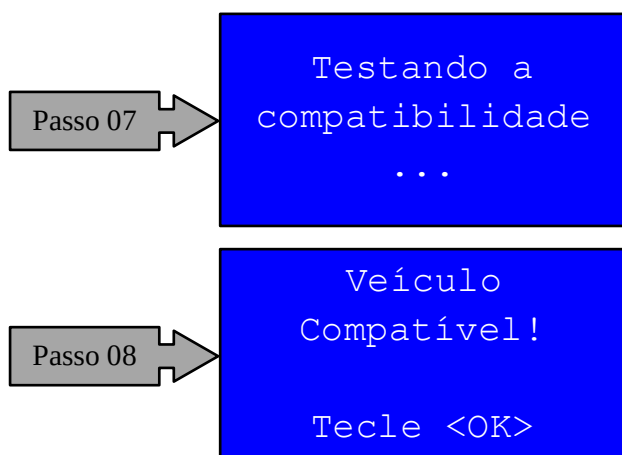 Passo 07
Testando a
compatibilidade
...
Passo 08
Veículo
Compatível!
Tecle <OK>